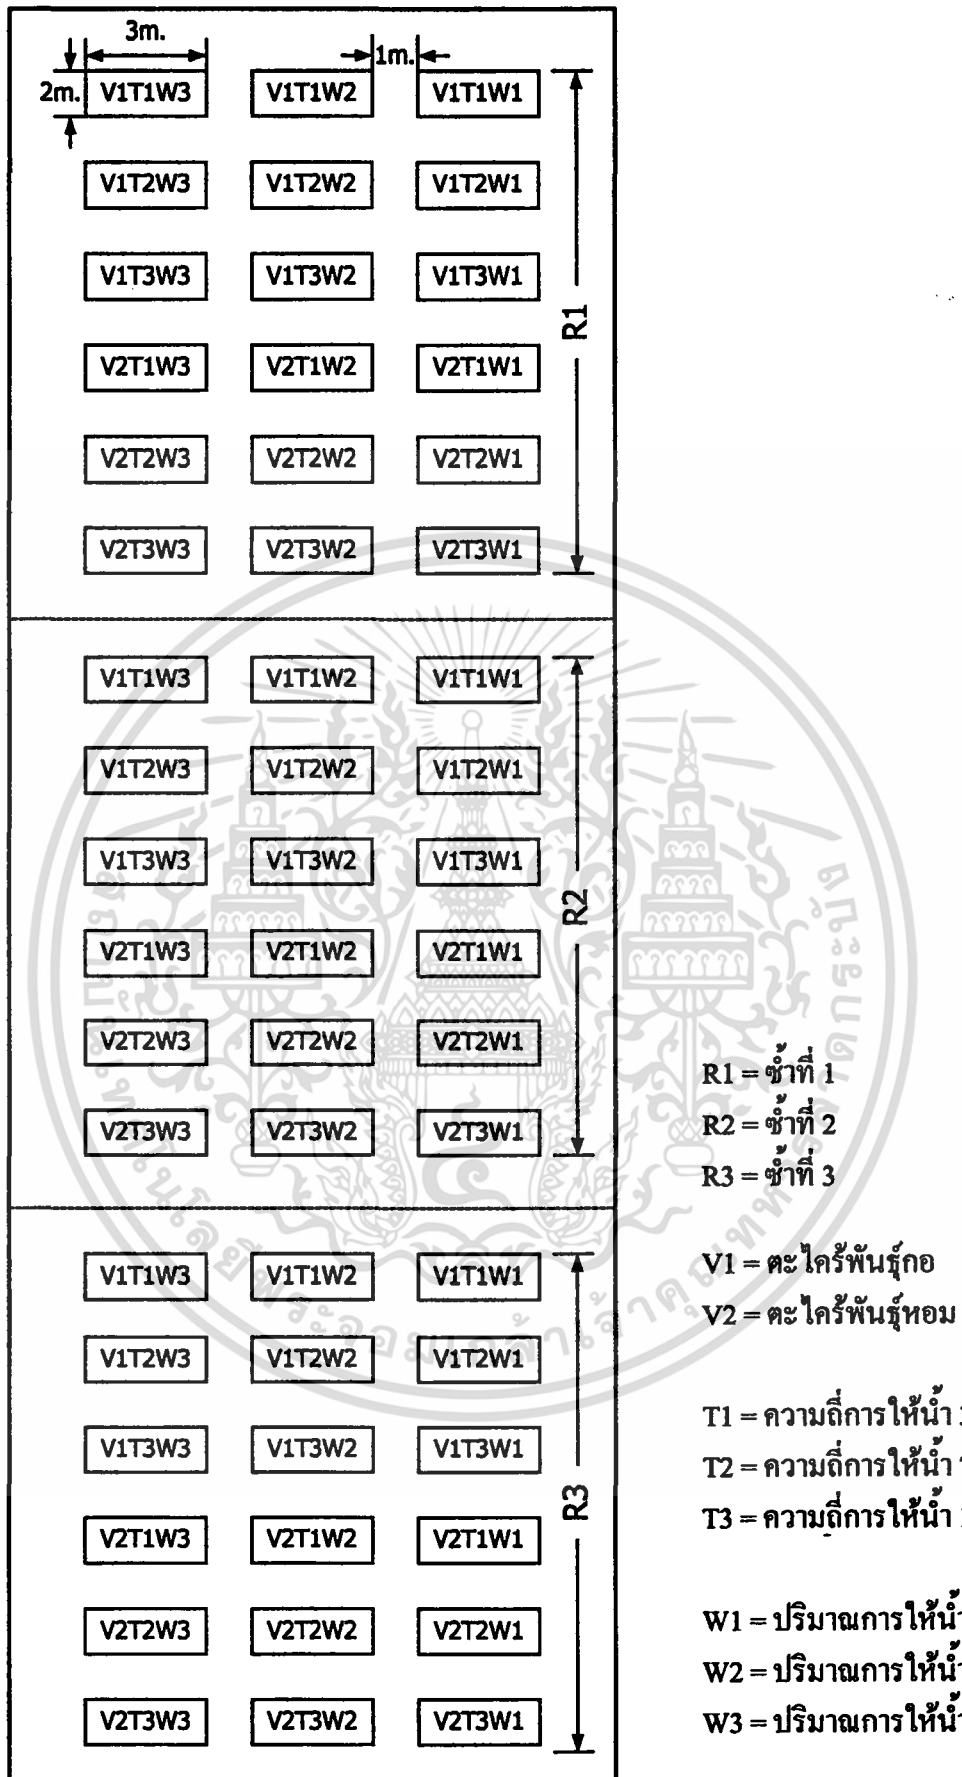 3m.
1m.
2m.
V1T1W3 V1T1W2 V1T1W1
V1T2W3 V1T2W2 V1T2W1
V1T3W3 V1T3W2 V1T3W1
R1
V2T1W3 V2T1W2 V2T1W1
V2T2W3 V2T2W2 V2T2W1
V2T3W3 V2T3W2 V2T3W1
V1T1W3 V1T1W2 V1T1W1
V1T2W3 V1T2W2 V1T2W1
V1T3W3 V1T3W2 V1T3W1
R2
V2T1W3 V2T1W2 V2T1W1
V2T2W3 V2T2W2 V2T2W1
V2T3W3 V2T3W2 V2T3W1
V1T1W3 V1T1W2 V1T1W1
V1T2W3 V1T2W2 V1T2W1
V1T3W3 V1T3W2 V1T3W1
R3
V2T1W3 V2T1W2 V2T1W1
V2T2W3 V2T2W2 V2T2W1
V2T3W3 V2T3W2 V2T3W1
R1 = ซ้ำที่ 1
R2 = ซ้ำที่ 2
R3 = ซ้ำที่ 3
V1 = ตะไคร้พันธุ์กอ
V2 = ตะไคร้พันธุ์หอม
T1 = ความถี่การให้น้ำ
T2 = ความถี่การให้น้ำ
T3 = ความถี่การให้น้ำ
W1 = ปริมาณการให้น้ำ
W2 = ปริมาณการให้น้ำ
W3 = ปริมาณการให้น้ำ